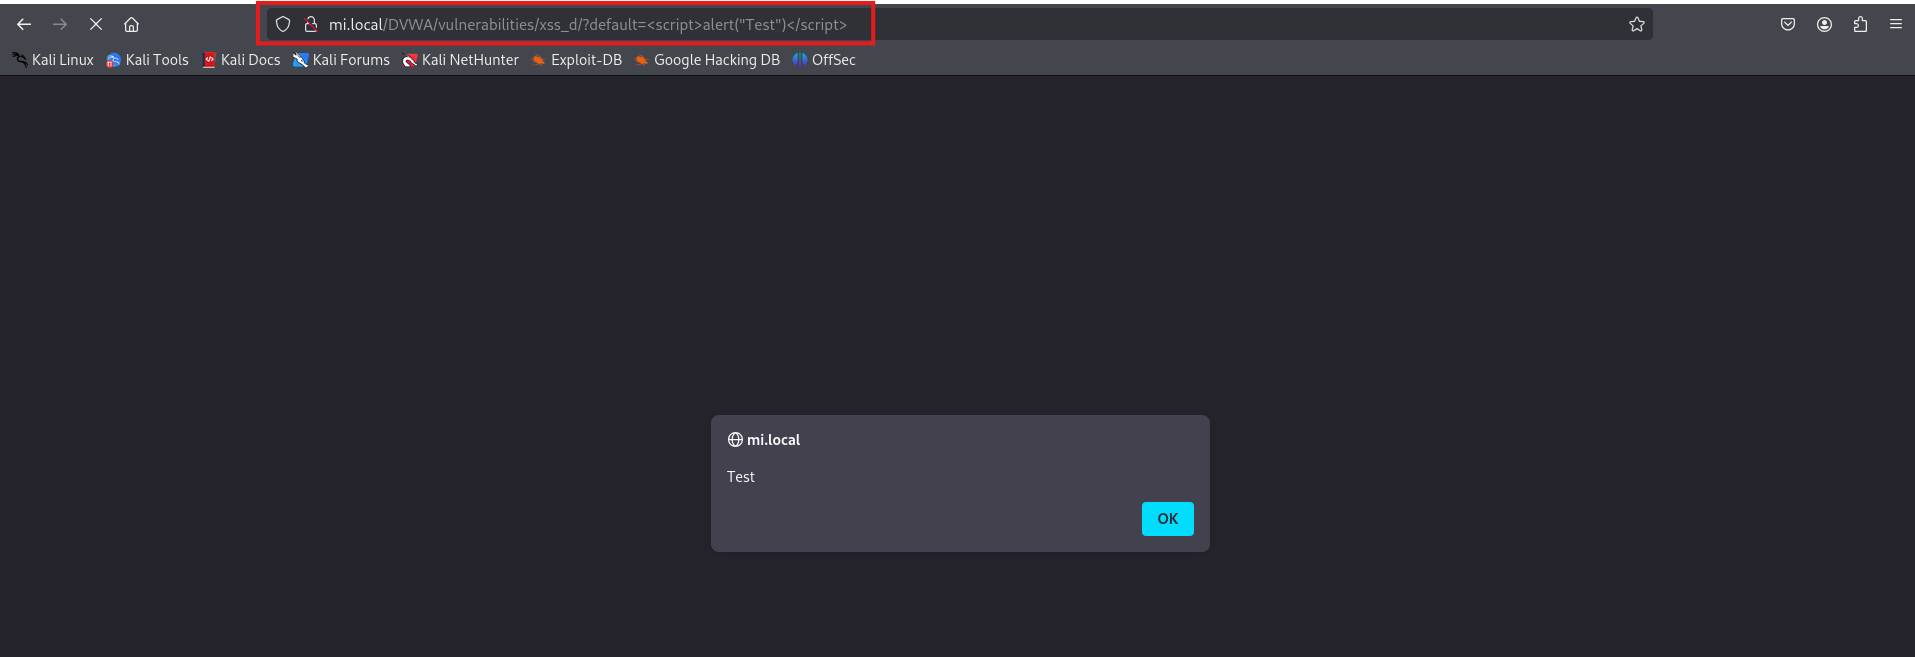 mi.local/DVWA/vulnerabilities/xss_d/?default=<script>alert("Test")</script>
Kali Linux Kali Tools Kali Docs Kali Forums Kali NetHunter Exploit-DB Google Hacking DB OffSec
mi.local
Test
OK